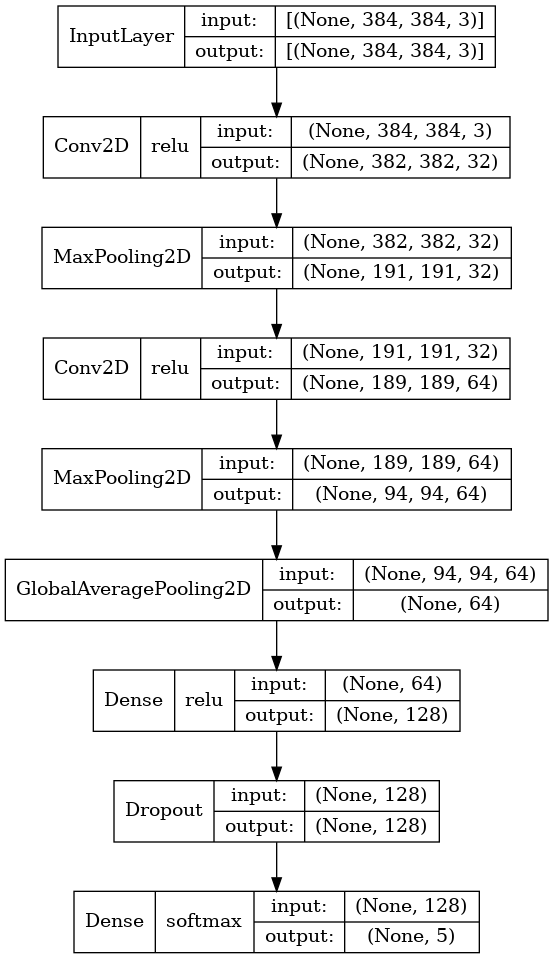 InputLayer input: [(None, 384, 384, 3)]
output: [(None, 384, 384, 3)]
Conv2D relu input: (None, 384, 384, 3)
output: (None, 382, 382, 32)
MaxPooling2D input: (None, 382, 382, 32)
output: (None, 191, 191, 32)
Conv2D relu input: (None, 191, 191, 32)
output: (None, 189, 189, 64)
MaxPooling2D input: (None, 189, 189, 64)
output: (None, 94, 94, 64)
GlobalAveragePooling2D input: (None, 94, 94, 64)
output: (None, 64)
Dense relu input: (None, 64)
output: (None, 128)
Dropout input: (None, 128)
output: (None, 128)
Dense softmax input: (None, 128)
output: (None, 5)